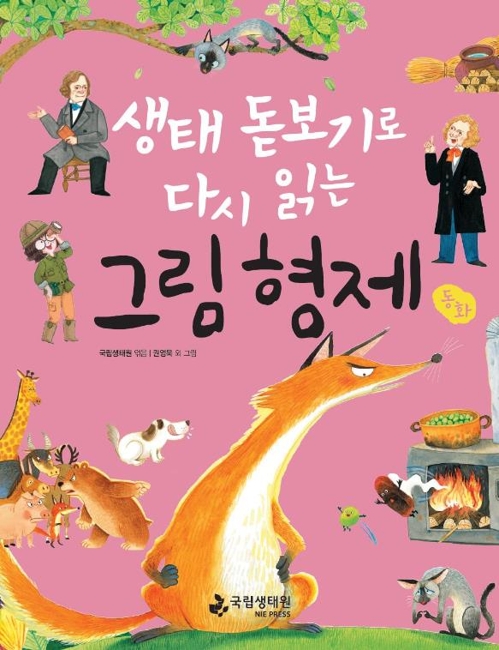 생태 돋보기로
다시 읽는
그림 형제
동화
국립생태원 엮음 | 권영묵 외 그림
국립생태원
NIE PRESS